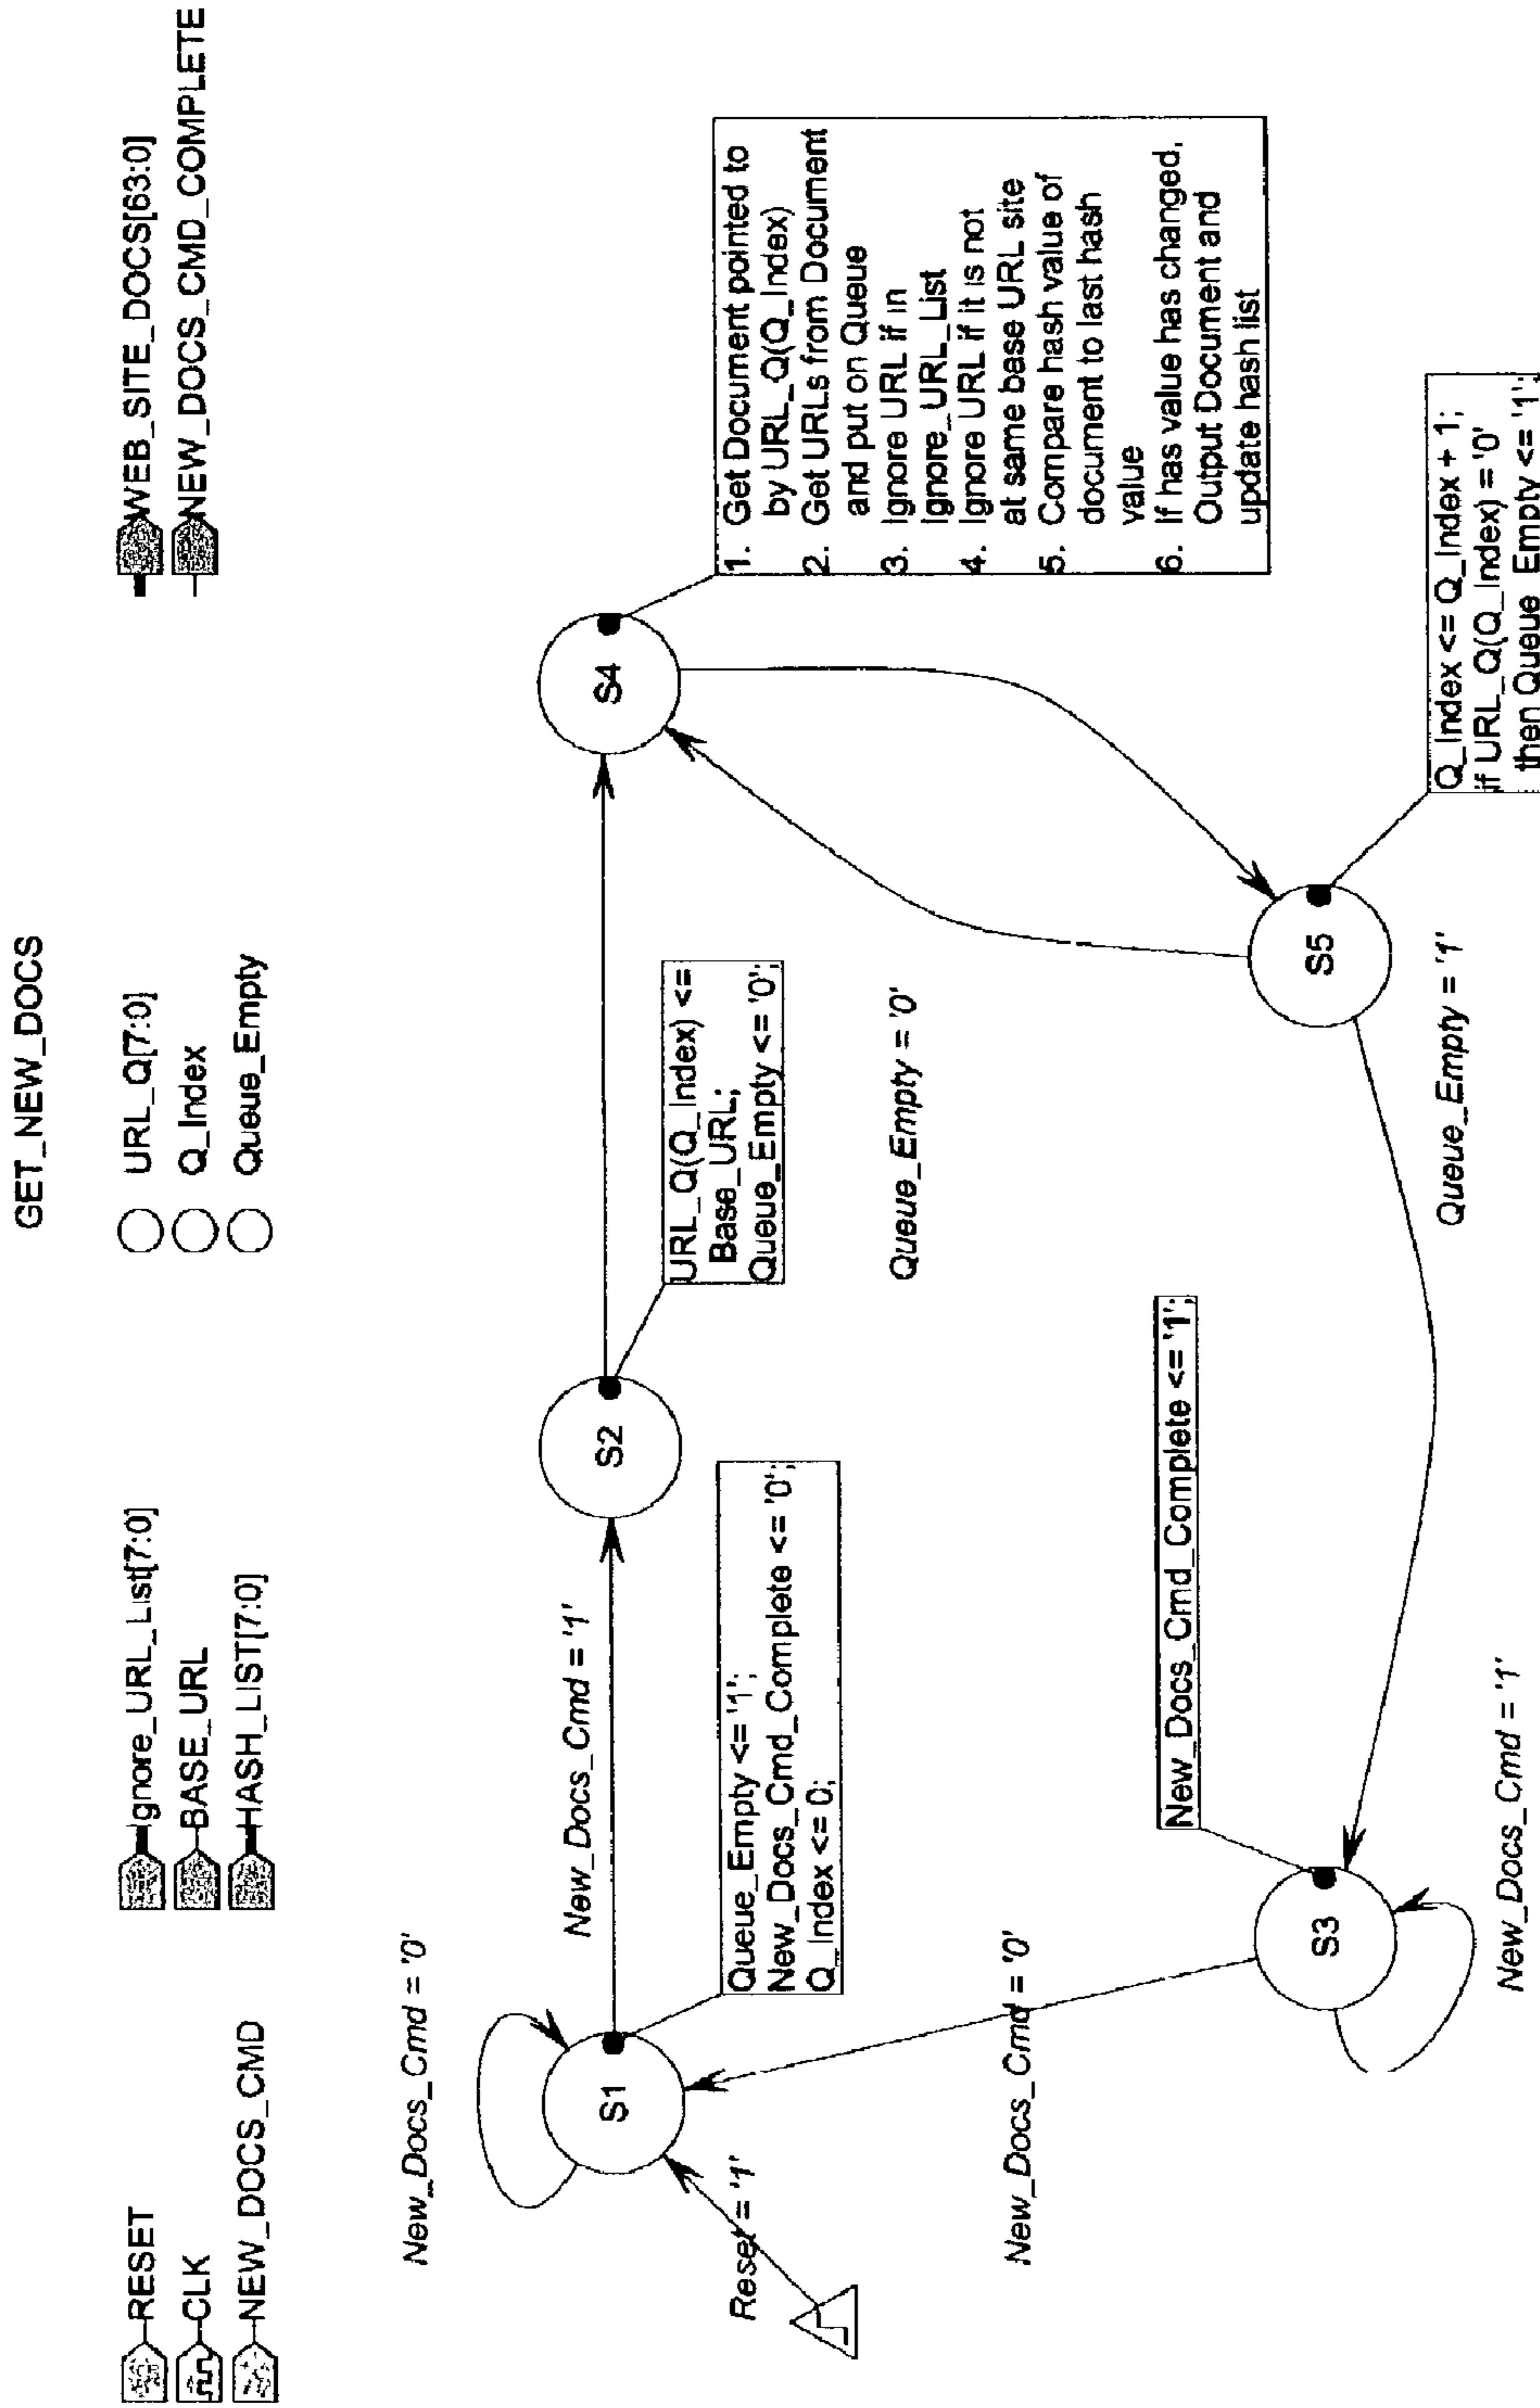 GET_NEW_DOCS
RESET
CLK
NEW_DOCS_CMD
Ignore_URL_List[7:0]
BASE_URL
HASH_LIST[7:0]
URL_Q[7:0]
Q_Index
Queue_Empty
WEB_SITE_DOCS[63:0]
NEW_DOCS_CMD_COMPLETE
New_Docs_Cmd = '0'
New_Docs_Cmd = '1'
S1
S2
S4
Reset = '1'
Queue_Empty <= '1';
New_Docs_Cmd_Complete <= '0';
Q_Index <= 0;
URL_Q(Q_Index) <=
Base_URL;
Queue_Empty <= '0';
1. Get Document pointed to
by URL_Q(Q_Index)
2. Get URLs from Document
and put on Queue
3. Ignore URL if in
Ignore_URL_List
4. Ignore URL if it is not
at same base URL site
5. Compare hash value of
document to last hash
value
6. If has value has changed,
Output Document and
update hash list
Queue_Empty = '0'
New_Docs_Cmd = '0'
New_Docs_Cmd_Complete <= '1';
S3
S5
Q_Index <= Q_Index + 1;
if URL_Q(Q_Index) = '0'
then Queue_Empty <= '1';
Queue_Empty = '1'
New_Docs_Cmd = '1'